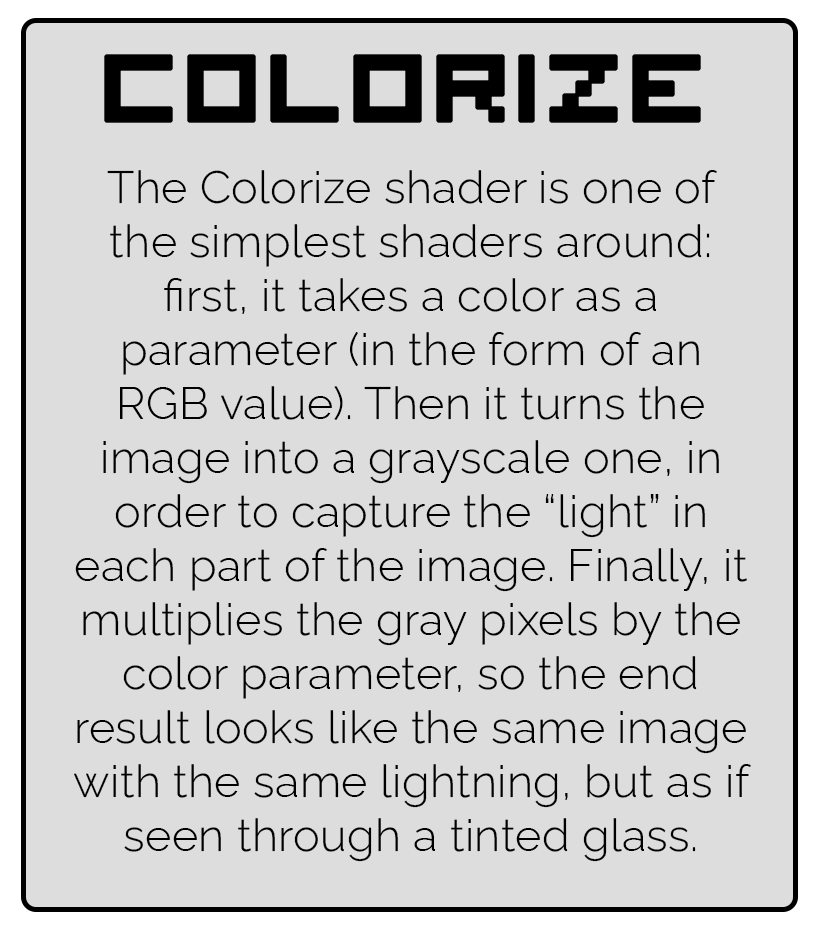 COLORIZE
The Colorize shader is one of
the simplest shaders around:
first, it takes a color as a
parameter (in the form of an
RGB value). Then it turns the
image into a grayscale one, in
order to capture the “light” in
each part of the image. Finally, it
multiplies the gray pixels by the
color parameter, so the end
result looks like the same image
with the same lightning, but as if
seen through a tinted glass.